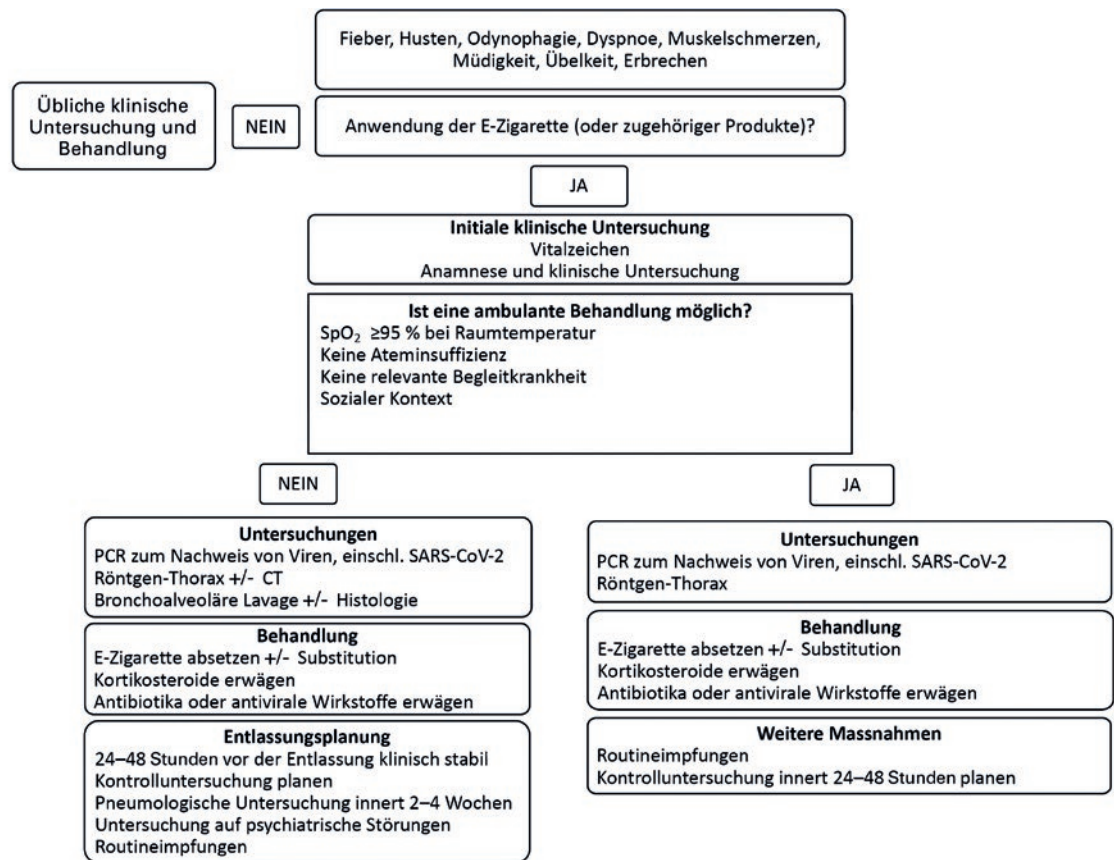 Fieber, Husten, Odynophagie, Dyspnoe, Muskelschmerzen,
Müdigkeit, Übelkeit, Erbrechen
Übliche klinische
Untersuchung und
Behandlung
NEIN
Anwendung der E-Zigarette (oder zugehöriger Produkte)?
JA
Initiale klinische Untersuchung
Vitalzeichen
Anamnese und klinische Untersuchung
Ist eine ambulante Behandlung möglich?
SpO₂ ≥95 % bei Raumtemperatur
Keine Ateminsuffizienz
Keine relevante Begleitkrankheit
Sozialer Kontext
NEIN
Untersuchungen
PCR zum Nachweis von Viren, einschl. SARS-CoV-2
Röntgen-Thorax +/- CT
Bronchoalveoläre Lavage +/- Histologie
Behandlung
E-Zigarette absetzen +/- Substitution
Kortikosteroide erwägen
Antibiotika oder antivirale Wirkstoffe erwägen
Entlassungsplanung
24–48 Stunden vor der Entlassung klinisch stabil
Kontrolluntersuchung planen
Pneumologische Untersuchung innert 2–4 Wochen
Untersuchung auf psychiatrische Störungen
Routineimpfungen
JA
Untersuchungen
PCR zum Nachweis von Viren, einschl. SARS-CoV-2
Röntgen-Thorax
Behandlung
E-Zigarette absetzen +/- Substitution
Kortikosteroide erwägen
Antibiotika oder antivirale Wirkstoffe erwägen
Weitere Massnahmen
Routineimpfungen
Kontrolluntersuchung innert 24–48 Stunden planen